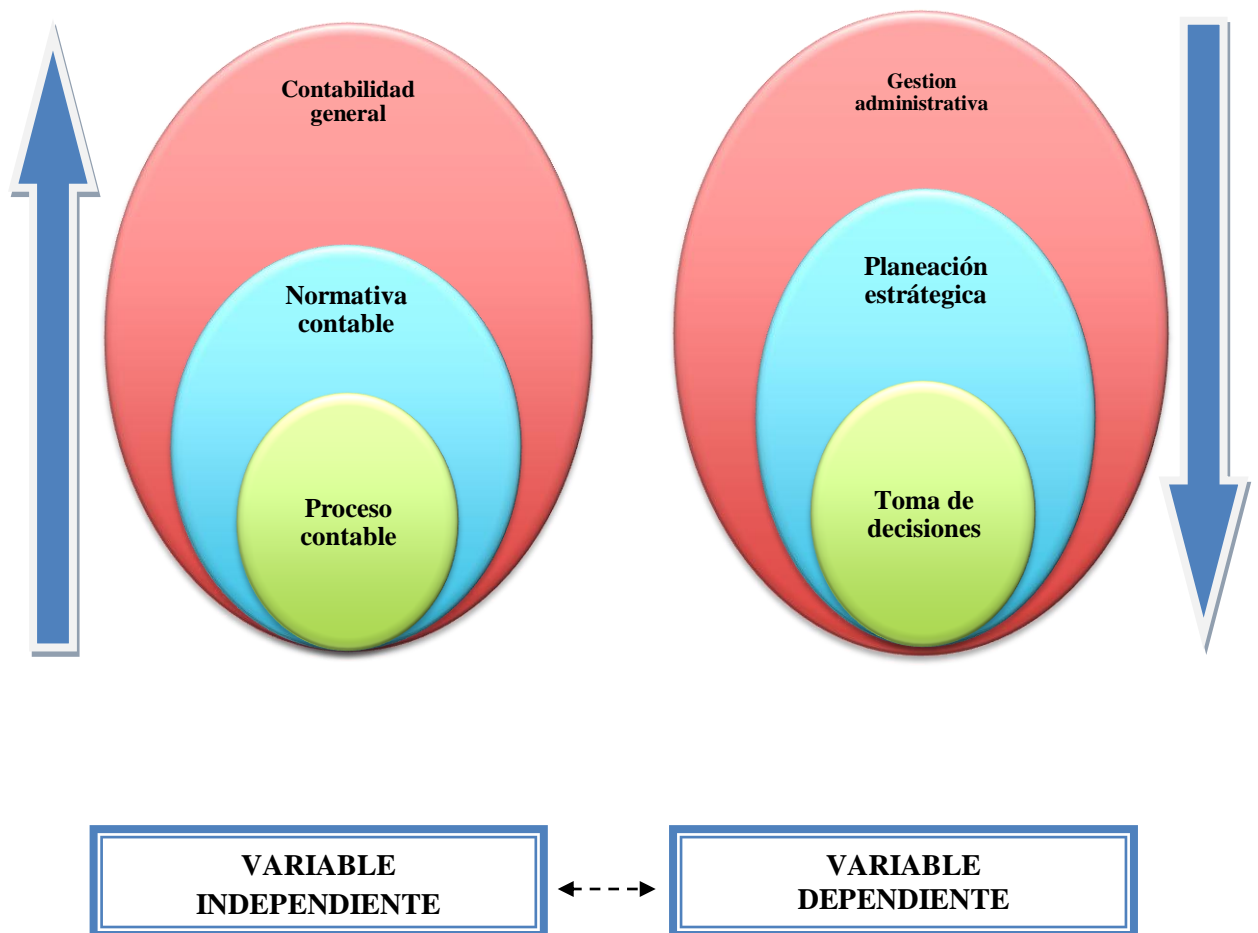 Contabilidad
general
Normativa
contable
Proceso
contable
Gestion
administrativa
Planeación
estrátegica
Toma de
decisiones
VARIABLE
INDEPENDIENTE
VARIABLE
DEPENDIENTE